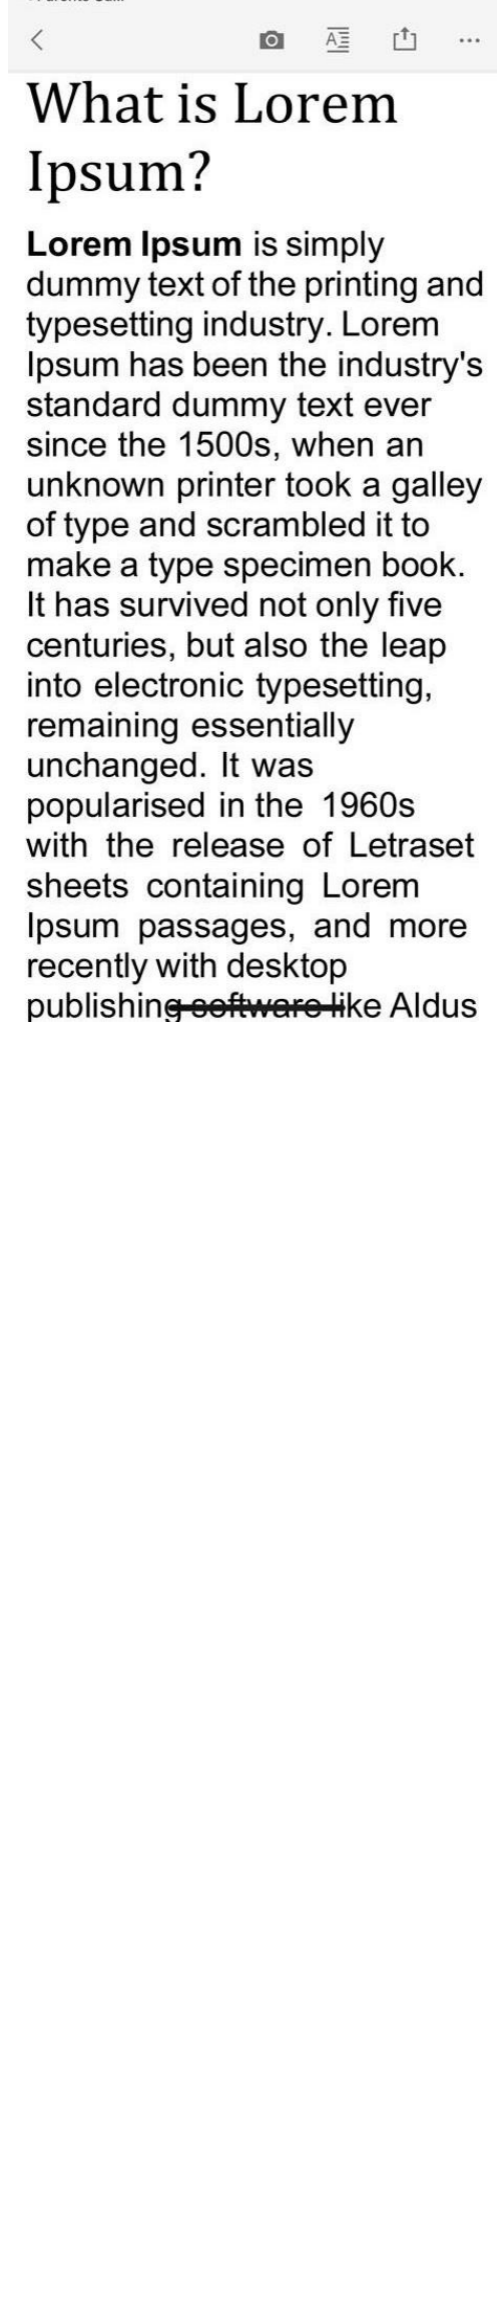 What is Lorem
Ipsum?
Lorem Ipsum is simply
dummy text of the printing and
typesetting industry. Lorem
Ipsum has been the industry's
standard dummy text ever
since the 1500s, when an
unknown printer took a galley
of type and scrambled it to
make a type specimen book.
It has survived not only five
centuries, but also the leap
into electronic typesetting,
remaining essentially
unchanged. It was
popularised in the 1960s
with the release of Letraset
sheets containing Lorem
Ipsum passages, and more
recently with desktop
publishing software like Aldus